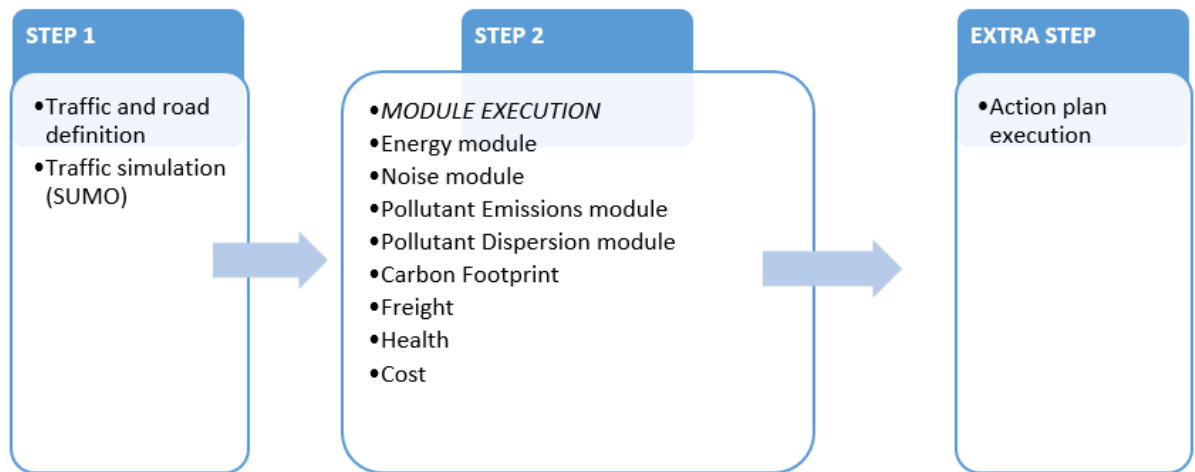 STEP 1
•Traffic and road
definition
•Traffic simulation
(SUMO)
STEP 2
•MODULE EXECUTION
•Energy module
•Noise module
•Pollutant Emissions module
•Pollutant Dispersion module
•Carbon Footprint
•Freight
•Health
•Cost
EXTRA STEP
•Action plan
execution